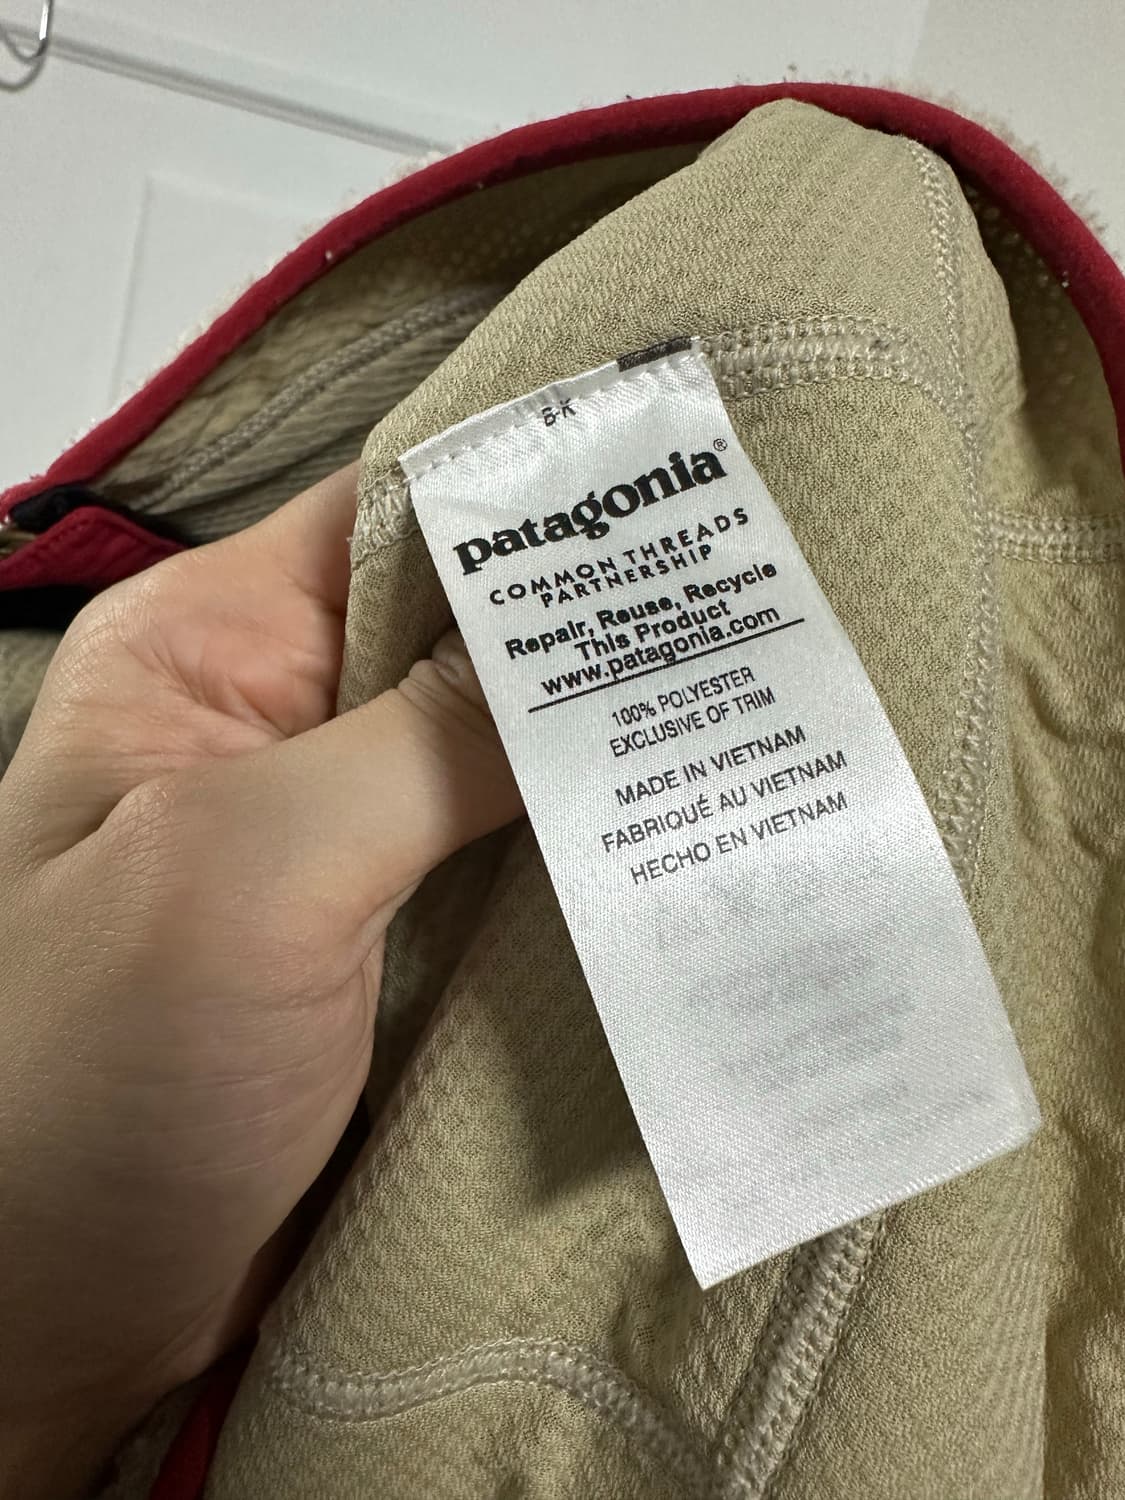 B-K
patagonia®
COMMON THREADS
PARTNERSHIP
Repair, Reuse, Recycle
This Product
www.patagonia.com
100% POLYESTER
EXCLUSIVE OF TRIM
MADE IN VIETNAM
FABRIQUÉ AU VIETNAM
HECHO EN VIETNAM